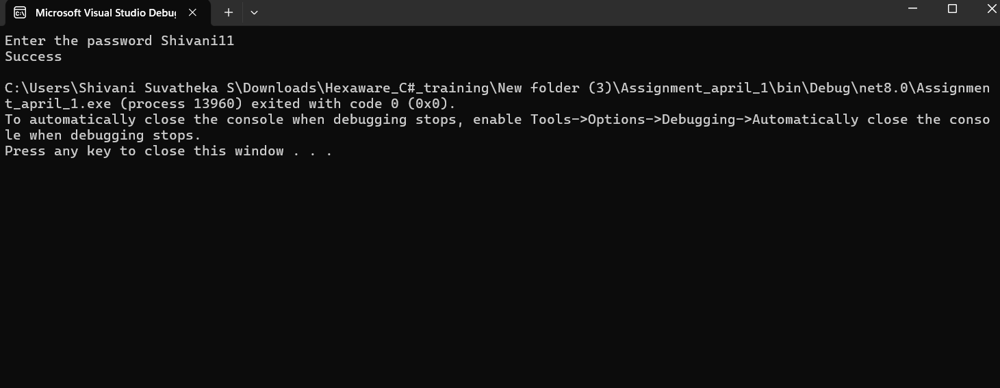 Microsoft Visual Studio Debug
Enter the password Shivani11
Success
C:\Users\Shivani Suvatheka S\Downloads\Hexaware_C#_training\New folder (3)\Assignment_april_1\bin\Debug\net8.0\Assignmen
t_april_1.exe (process 13960) exited with code 0 (0x0).
To automatically close the console when debugging stops, enable Tools->Options->Debugging->Automatically close the conso
le when debugging stops.
Press any key to close this window . . .